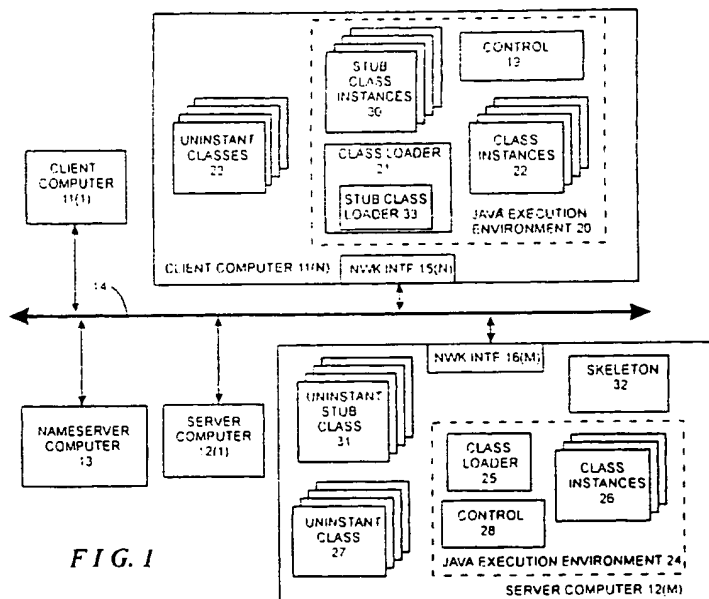 STUB
CLASS
INSTANCES
30
CONTROL
19
UNINSTANT
CLASSES
23
CLASS LOADER
21
STUB CLASS
LOADER 33
CLASS
INSTANCES
22
JAVA EXECUTION
ENVIRONMENT 20
CLIENT COMPUTER 11(N)
NWK INTF 15(N)
CLIENT
COMPUTER
11(1)
14
NAMESERVER
COMPUTER
13
SERVER
COMPUTER
12(1)
NWK INTF 16(M)
SKELETON
32
UNINSTANT
STUB
CLASS
31
CLASS
LOADER
25
CLASS
INSTANCES
26
CONTROL
28
UNINSTANT
CLASS
27
JAVA EXECUTION ENVIRONMENT 24
SERVER COMPUTER 12(M)
FIG. 1